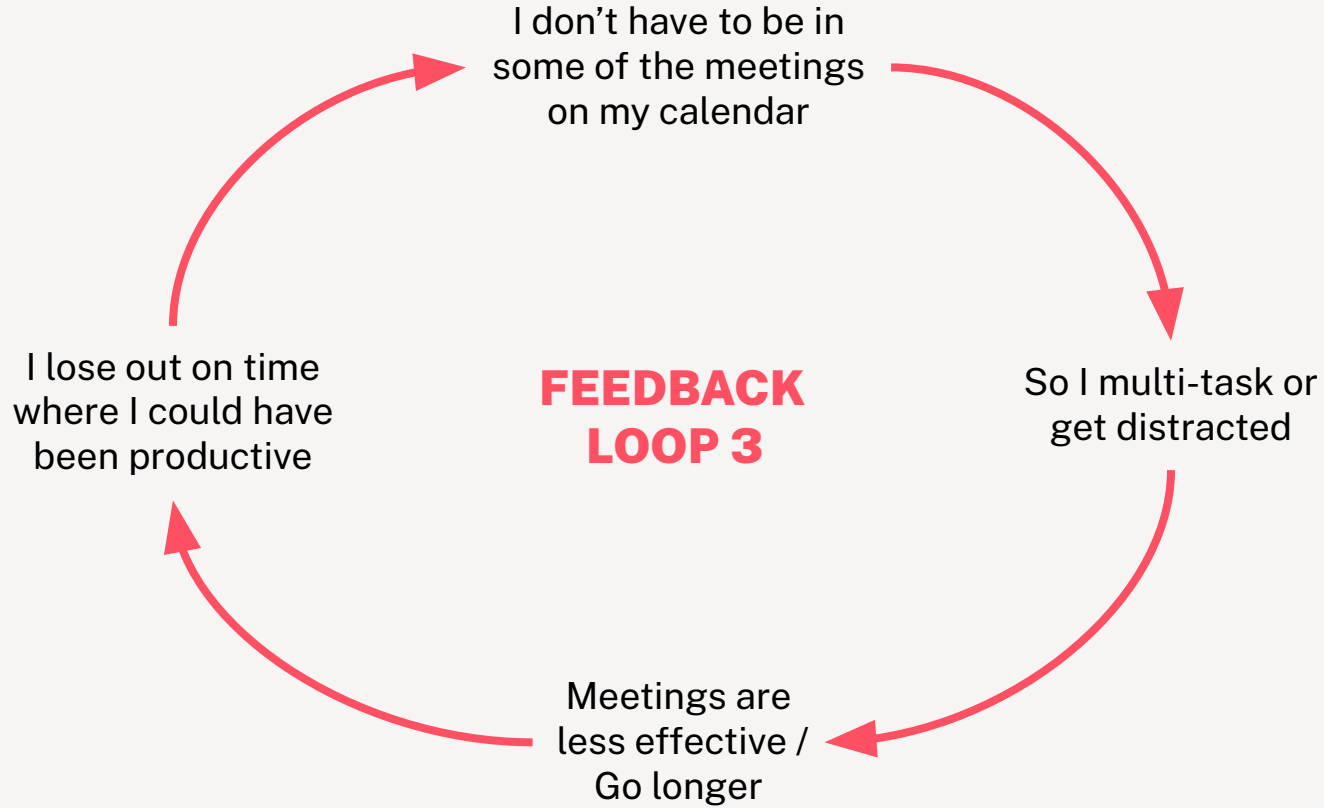 I don’t have to be in
some of the meetings
on my calendar
So I multi-task or
get distracted
Meetings are
less effective /
Go longer
I lose out on time
where I could have
been productive
FEEDBACK
LOOP 3